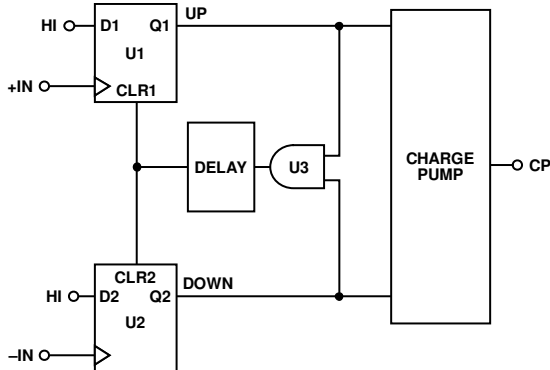 HI D1 Q1 UP
U1
+IN
CLR1
DELAY
U3
CHARGE
PUMP
CP
CLR2
DOWN
HI D2 Q2
U2
–IN